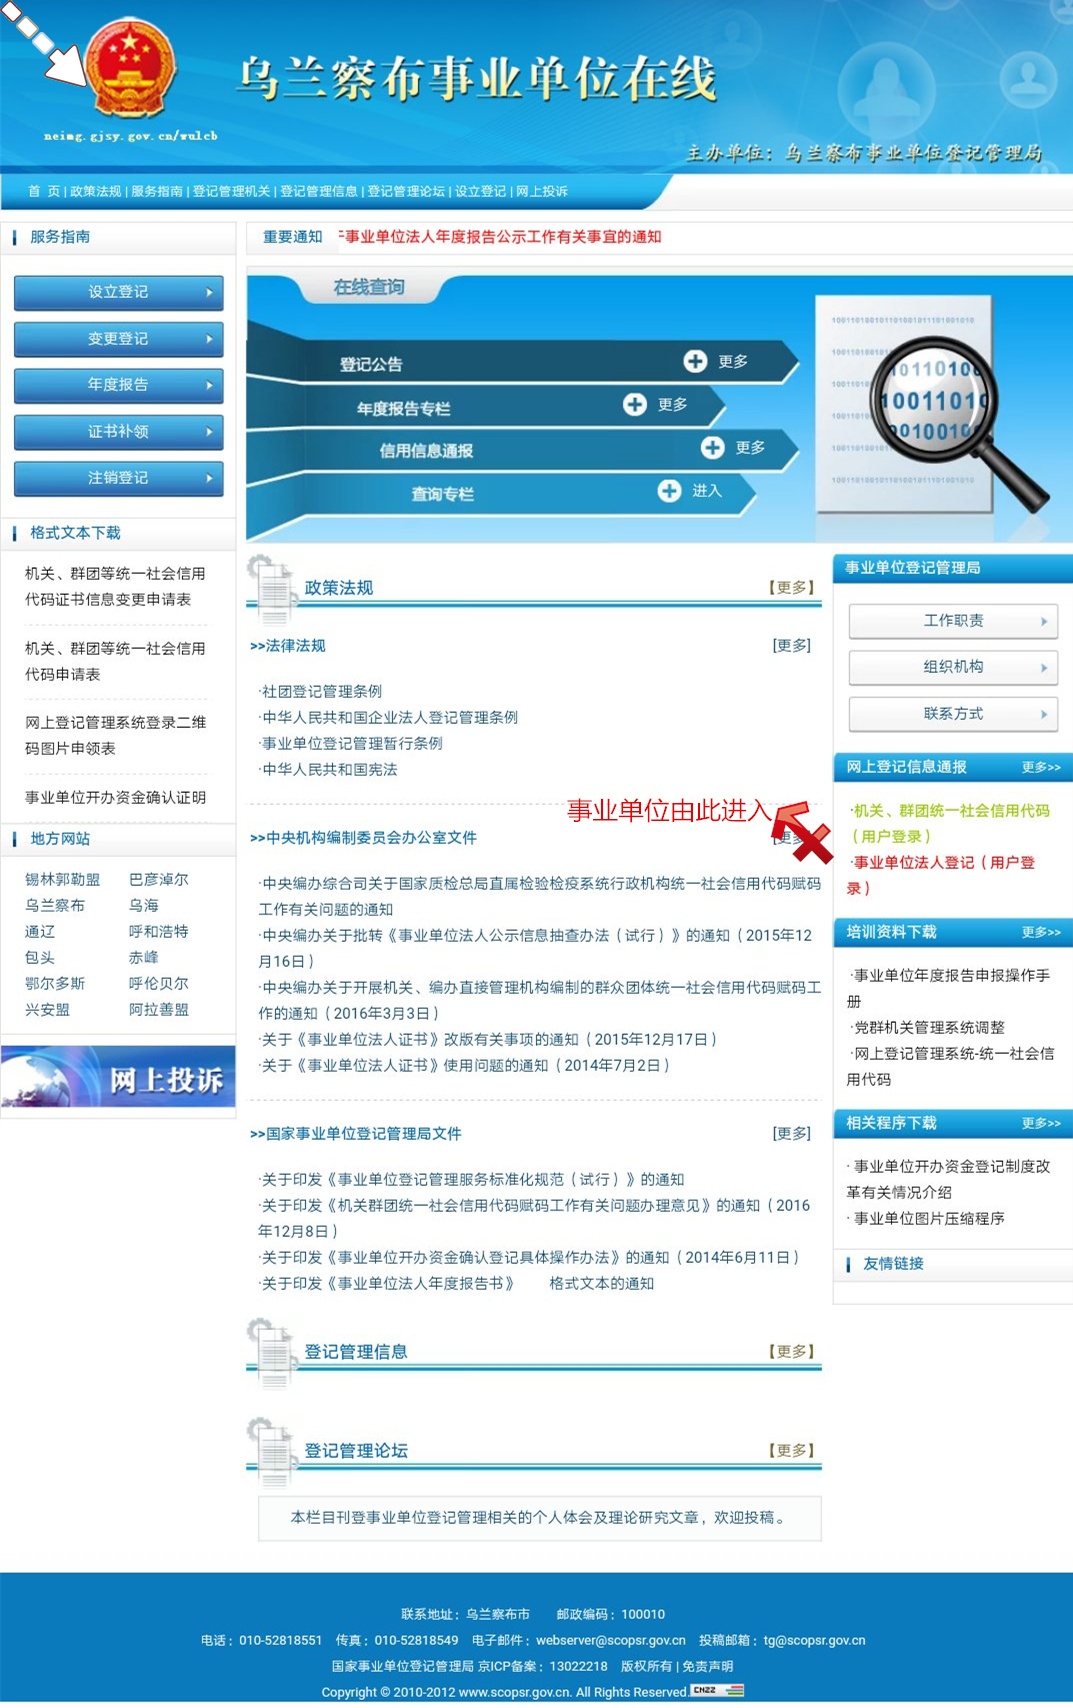 乌兰察布事业单位在线
neimg.gjsy.gov.cn/wulcb
主办单位：乌兰察布事业单位登记管理局
首 页 | 政策法规 | 服务指南 | 登记管理机关 | 登记管理信息 | 登记管理论坛 | 设立登记 | 网上投诉
服务指南
设立登记
变更登记
年度报告
证书补领
注销登记
格式文本下载
机关、群团等统一社会信用
代码证书信息变更申请表
机关、群团等统一社会信用
代码申请表
网上登记管理系统登录二维
码图片申领表
事业单位开办资金确认证明
地方网站
锡林郭勒盟 巴彦淖尔
乌兰察布 乌海
通辽 呼和浩特
包头 赤峰
鄂尔多斯 呼伦贝尔
兴安盟 阿拉善盟
网上投诉
重要通知 事业单位法人年度报告公示工作有关事宜的通知
在线查询
登记公告 更多
年度报告专栏 更多
信用信息通报 更多
查询专栏 进入
政策法规 【更多】
>>法律法规 [更多]
·社团登记管理条例
·中华人民共和国企业法人登记管理条例
·事业单位登记管理暂行条例
·中华人民共和国宪法
事业单位由此进入
>>中央机构编制委员会办公室文件
·中央编办综合司关于国家质检总局直属检验检疫系统行政机构统一社会信用代码赋码
工作有关问题的通知
·中央编办关于批转《事业单位法人公示信息抽查办法（试行）》的通知（2015年12
月16日）
·中央编办关于开展机关、编办直接管理机构编制的群众团体统一社会信用代码赋码工
作的通知（2016年3月3日）
·关于《事业单位法人证书》改版有关事项的通知（2015年12月17日）
·关于《事业单位法人证书》使用问题的通知（2014年7月2日）
>>国家事业单位登记管理局文件 [更多]
·关于印发《事业单位登记管理服务标准化规范（试行）》的通知
·关于印发《机关群团统一社会信用代码赋码工作有关问题办理意见》的通知（2016
年12月8日）
·关于印发《事业单位开办资金确认登记具体操作办法》的通知（2014年6月11日）
·关于印发《事业单位法人年度报告书》 格式文本的通知
登记管理信息 【更多】
登记管理论坛 【更多】
本栏目刊登事业单位登记管理相关的个人体会及理论研究文章，欢迎投稿。
事业单位登记管理局
工作职责
组织机构
联系方式
网上登记信息通报 更多>>
·机关、群团统一社会信用代码
（用户登录）
·事业单位法人登记（用户登
录）
培训资料下载 更多>>
·事业单位年度报告申报操作手
册
·党群机关管理系统调整
·网上登记管理系统-统一社会信
用代码
相关程序下载 更多>>
· 事业单位开办资金登记制度改
革有关情况介绍
· 事业单位图片压缩程序
友情链接
联系地址：乌兰察布市 邮政编码：100010
电话：010-52818551 传真：010-52818549 电子邮件：webserver@scopsr.gov.cn 投稿邮箱：tg@scopsr.gov.cn
国家事业单位登记管理局 京ICP备案：13022218 版权所有 | 免责声明
Copyright © 2010-2012 www.scopsr.gov.cn. All Rights Reserved. CNZZ